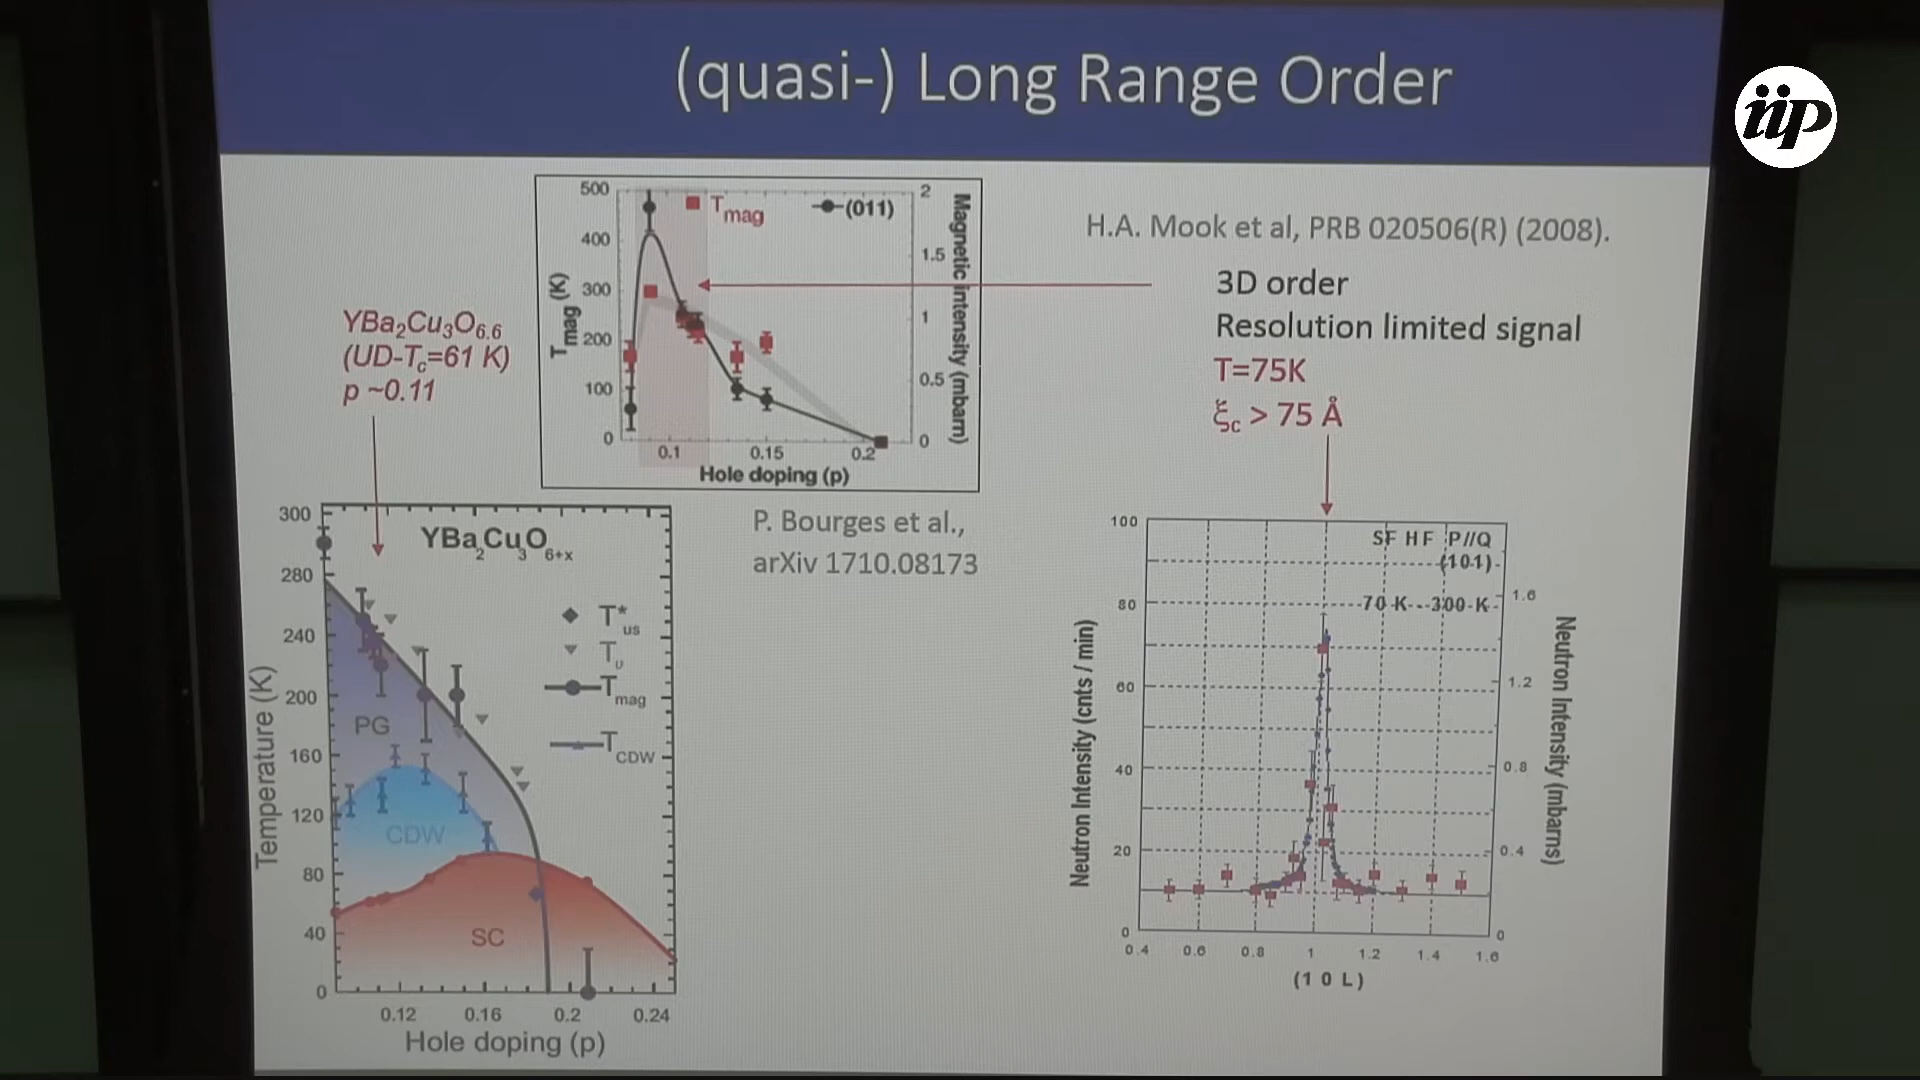 (quasi-) Long Range Order
iip
500
400
300
200
100
0
T mag (K)
Tmag
(011)
2
1.5
1
0.5
0
Magnetic intensity (mbarn)
0.1 0.15 0.2
Hole doping (p)
H.A. Mook et al, PRB 020506(R) (2008).
3D order
Resolution limited signal
T=75K
ξc > 75 Å
YBa2Cu3O6.6
(UD-Tc=61 K)
p ~0.11
P. Bourges et al.,
arXiv 1710.08173
300
280
240
200
160
120
80
40
0
Temperature (K)
YBa2Cu3O6+x
T*us
Tυ
Tmag
TCDW
PG
CDW
SC
0.12 0.16 0.2 0.24
Hole doping (p)
100
80
60
40
20
0
Neutron Intensity (cnts / min)
SF HF P//Q
(101)
70 K - 300 K
1.6
1.2
0.8
0.4
0
Neutron Intensity (mbarns)
0.4 0.6 0.8 1 1.2 1.4 1.6
(1 0 L)